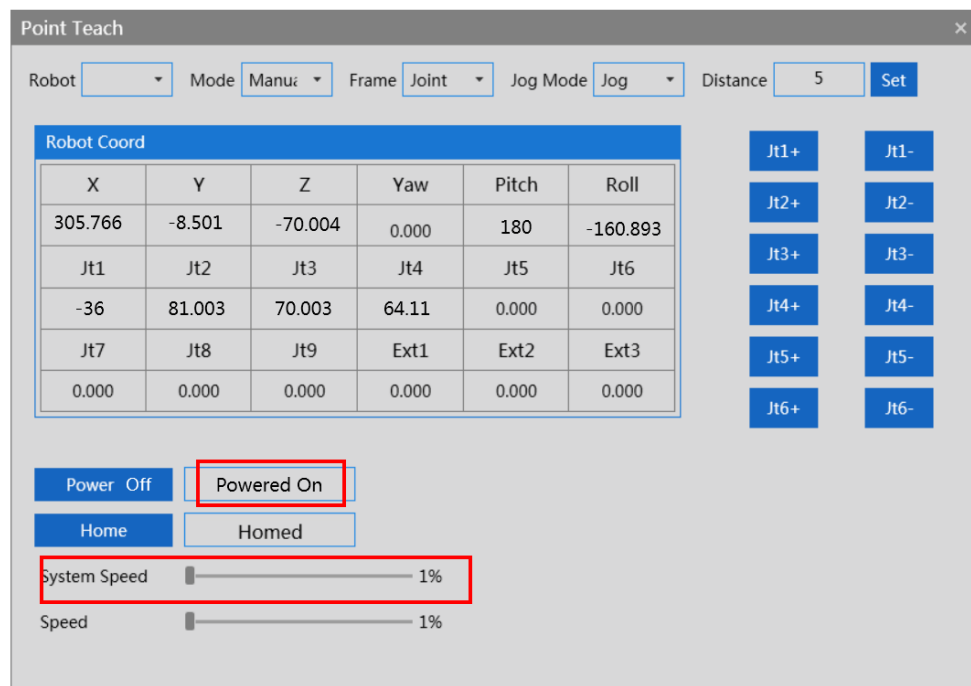 Point Teach ×
Robot Mode Manua Frame Joint Jog Mode Jog Distance 5 Set
Robot Coord
X Y Z Yaw Pitch Roll
305.766 -8.501 -70.004 0.000 180 -160.893
Jt1 Jt2 Jt3 Jt4 Jt5 Jt6
-36 81.003 70.003 64.11 0.000 0.000
Jt7 Jt8 Jt9 Ext1 Ext2 Ext3
0.000 0.000 0.000 0.000 0.000 0.000
Jt1+ Jt1-
Jt2+ Jt2-
Jt3+ Jt3-
Jt4+ Jt4-
Jt5+ Jt5-
Jt6+ Jt6-
Power Off Powered On
Home Homed
System Speed 1%
Speed 1%